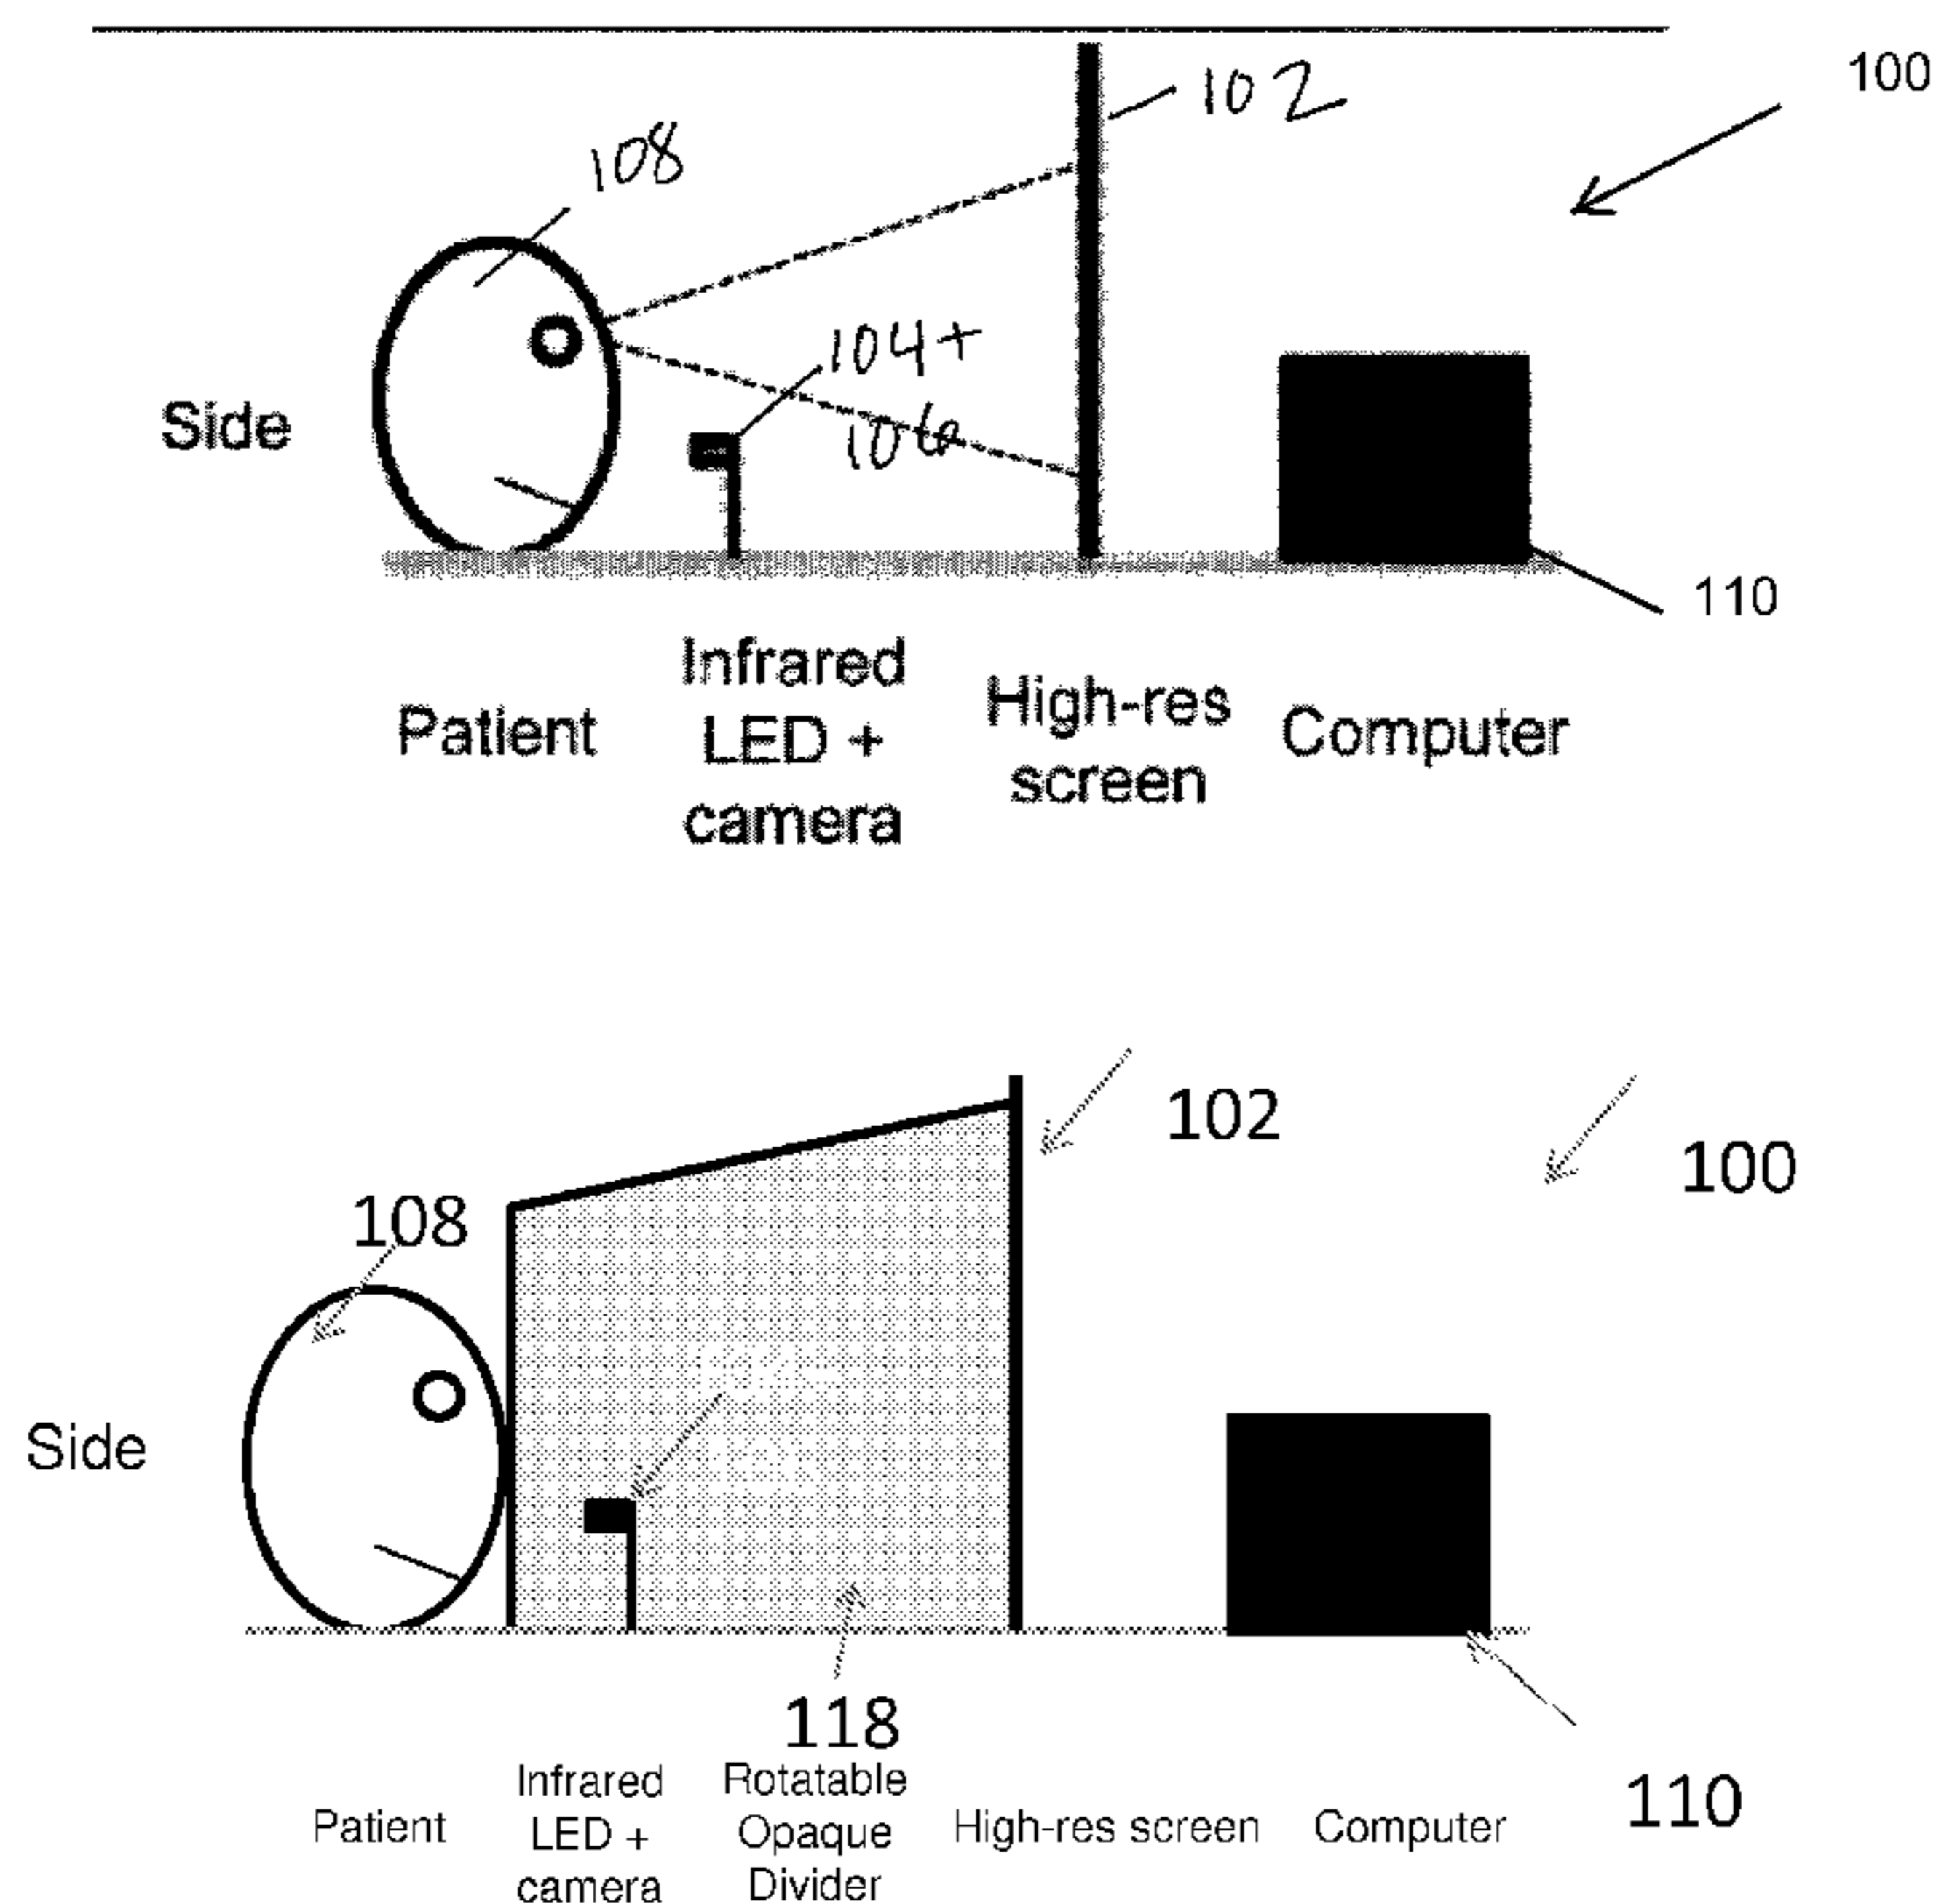 100
102
108
104+
106
Side
110
Infrared
LED +
camera
Patient
High-res
screen
Computer
102
100
108
Side
118
110
Patient
Infrared
LED +
camera
Rotatable
Opaque
Divider
High-res screen
Computer